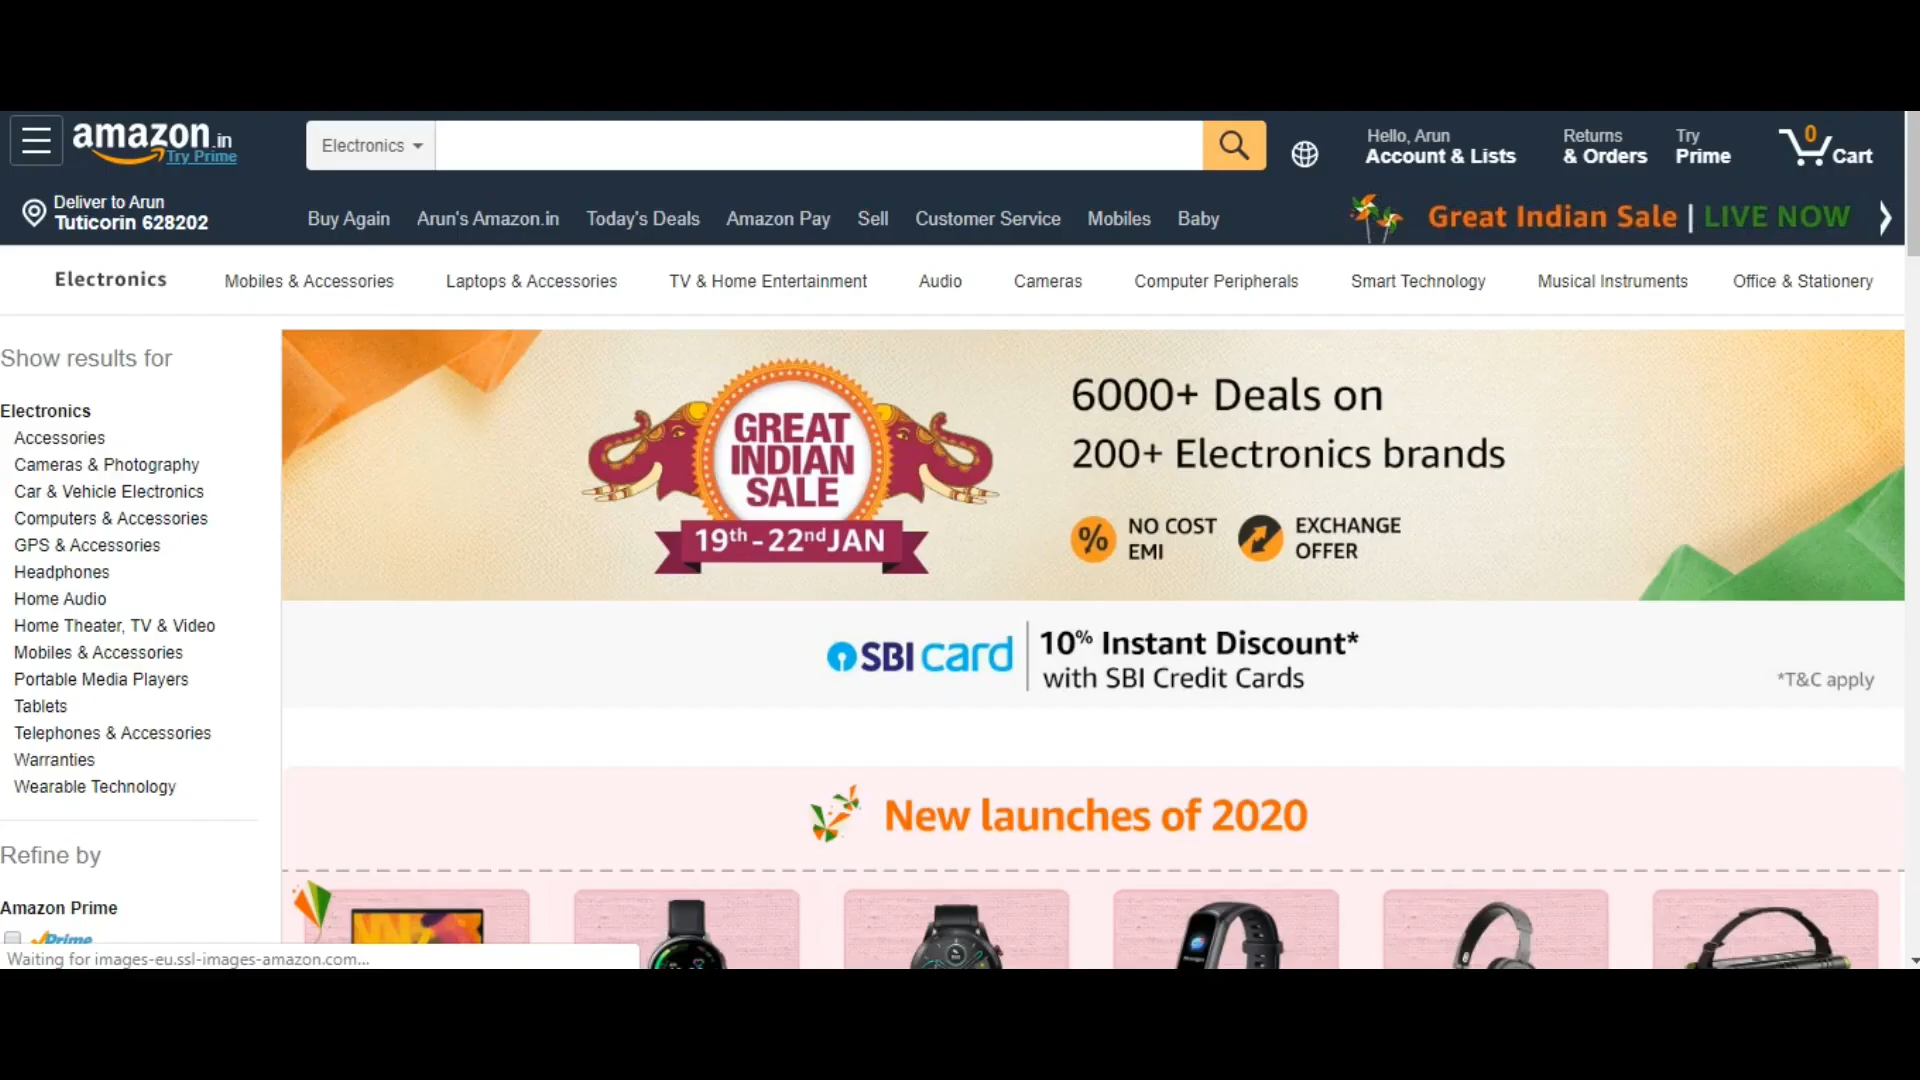 amazon.in
Try Prime
Electronics
Hello, Arun
Account & Lists
Returns
& Orders
Try
Prime
0
Cart
Deliver to Arun
Tuticorin 628202
Buy Again
Arun's Amazon.in
Today's Deals
Amazon Pay
Sell
Customer Service
Mobiles
Baby
Great Indian Sale | LIVE NOW
Electronics
Mobiles & Accessories
Laptops & Accessories
TV & Home Entertainment
Audio
Cameras
Computer Peripherals
Smart Technology
Musical Instruments
Office & Stationery
Show results for
Electronics
Accessories
Cameras & Photography
Car & Vehicle Electronics
Computers & Accessories
GPS & Accessories
Headphones
Home Audio
Home Theater, TV & Video
Mobiles & Accessories
Portable Media Players
Tablets
Telephones & Accessories
Warranties
Wearable Technology
Refine by
Amazon Prime
Prime
Waiting for images-eu.ssl-images-amazon.com...
GREAT
INDIAN
SALE
19th - 22nd JAN
6000+ Deals on
200+ Electronics brands
%
NO COST
EMI
EXCHANGE
OFFER
SBI card
10% Instant Discount*
with SBI Credit Cards
*T&C apply
New launches of 2020